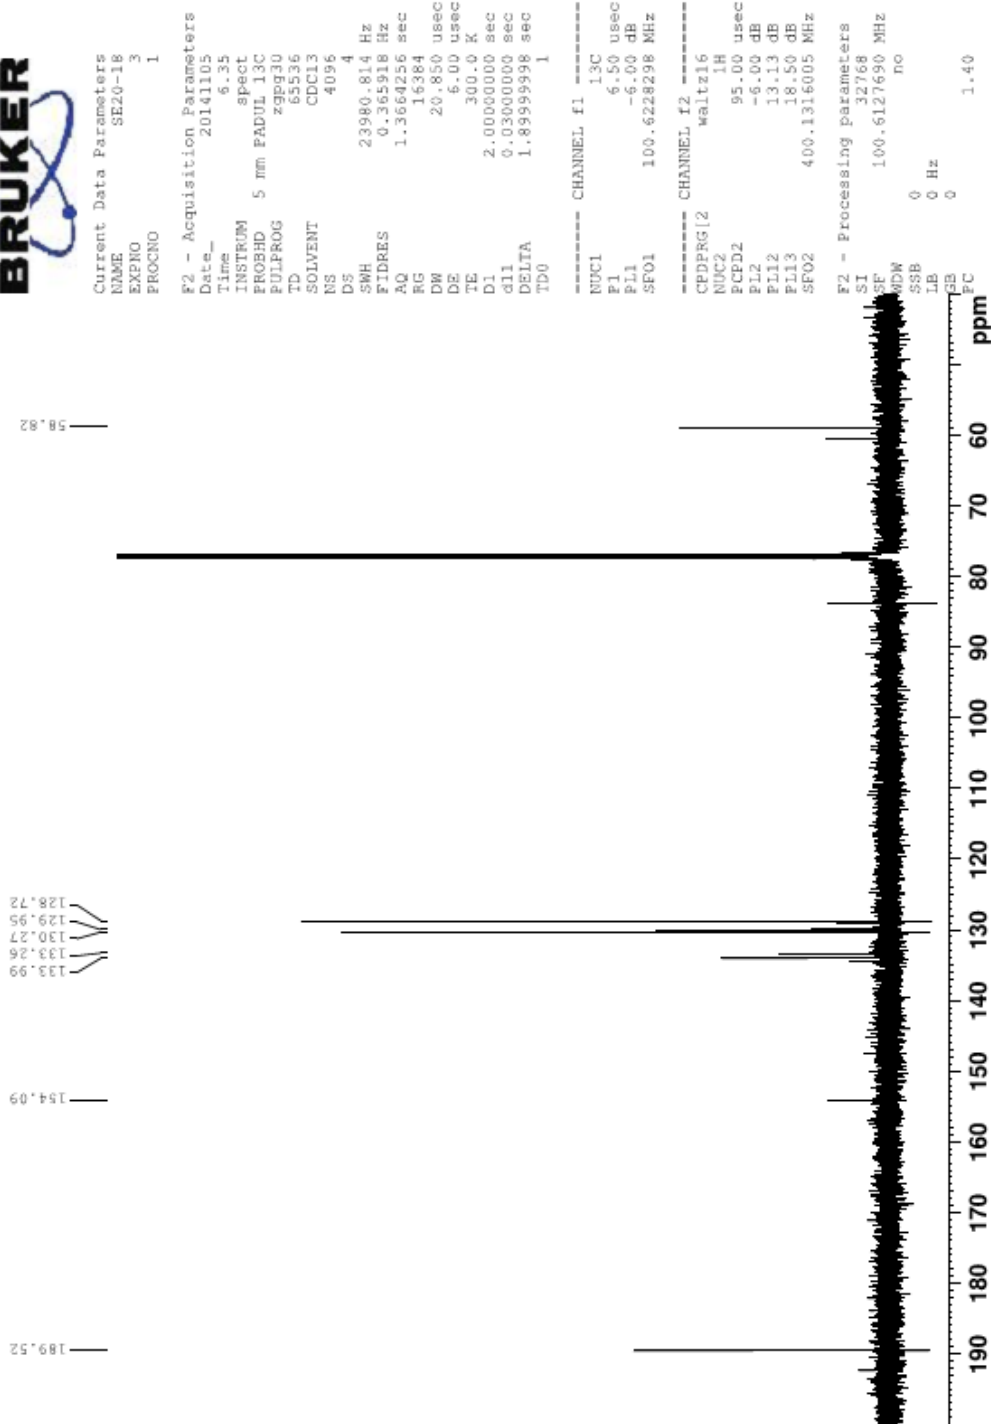 BRUKER
Current Data Parameters
NAME SE20-18
EXPNO 3
PROCNO 1
F2 - Acquisition Parameters
Date_ 20141105
Time 6.35
INSTRUM spect
PROBHD 5 mm PADUL 13C
PULPROG zgpg30
TD 65536
SOLVENT CDCl3
NS 4096
DS 4
SWH 23980.814 Hz
FIDRES 0.365918 Hz
AQ 1.3664256 sec
RG 16384
DW 20.850 usec
DE 6.00 usec
TE 300.0 K
D1 2.00000000 sec
d11 0.03000000 sec
DELTA 1.89999998 sec
TD0 1
======== CHANNEL f1 ========
NUC1 13C
P1 6.50 usec
PL1 -6.00 dB
SFO1 100.6228298 MHz
======== CHANNEL f2 ========
CPDPRG[2 waltz16
NUC2 1H
PCPD2 95.00 usec
PL2 -6.00 dB
PL12 13.13 dB
PL13 18.50 dB
SFO2 400.1316005 MHz
F2 - Processing parameters
SI 32768
SF 100.6127690 MHz
WDW no
SSB 0
LB 0 Hz
GB 0
PC 1.40
189.52
154.09
133.99
133.26
130.27
129.95
128.72
58.82
190 180 170 160 150 140 130 120 110 100 90 80 70 60 ppm